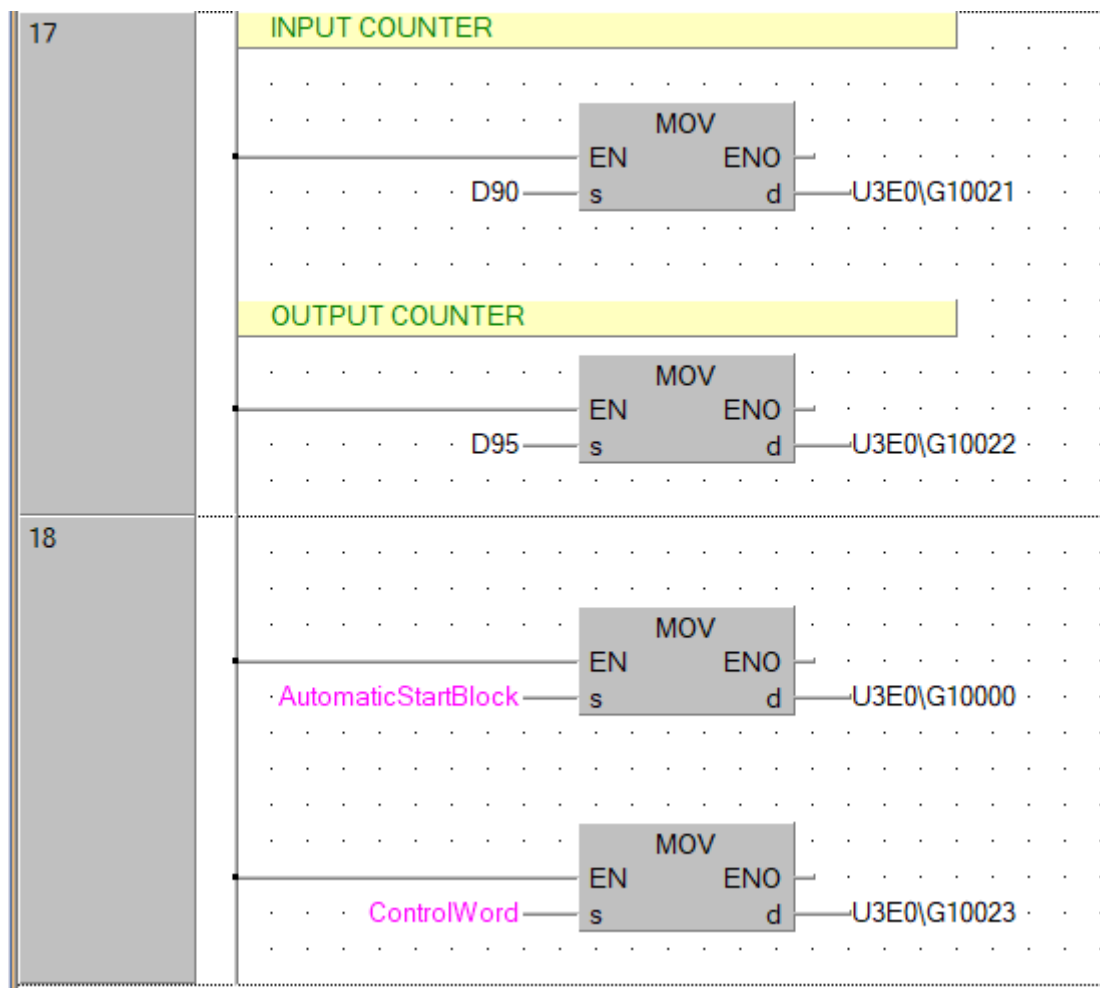 17
INPUT COUNTER
MOV
EN ENO
D90 s d U3E0\G10021
OUTPUT COUNTER
MOV
EN ENO
D95 s d U3E0\G10022
18
MOV
EN ENO
AutomaticStartBlock s d U3E0\G10000
MOV
EN ENO
ControlWord s d U3E0\G10023